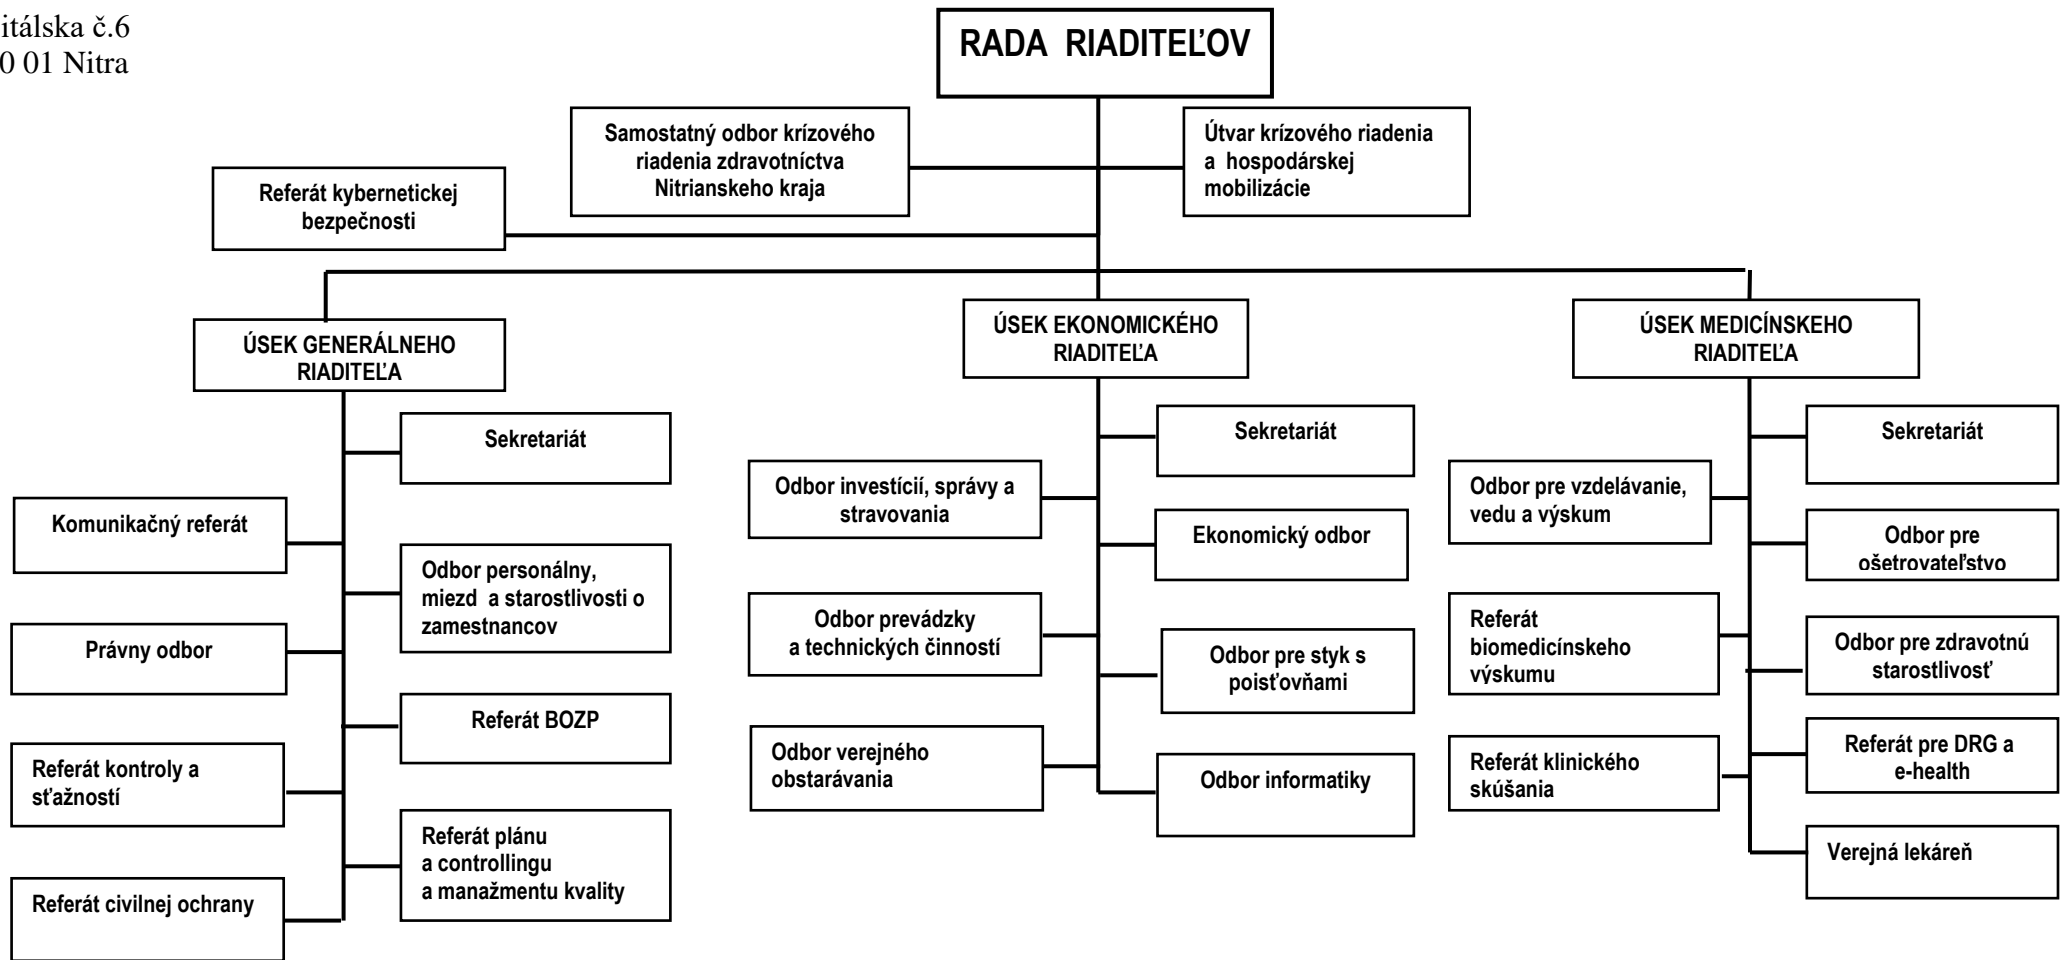 itálska č.6
0 01 Nitra
RADA RIADITEĽOV
Samostatný odbor krízového
riadenia zdravotníctva
Nitrianskeho kraja
Útvar krízového riadenia
a hospodárskej
mobilizácie
Referát kybernetickej
bezpečnosti
ÚSEK GENERÁLNEHO
RIADITEĽA
Sekretariát
Komunikačný referát
Odbor personálny,
miezd a starostlivosti o
zamestnancov
Právny odbor
Referát BOZP
Referát kontroly a
sťažností
Referát plánu
a controllingu
a manažmentu kvality
Referát civilnej ochrany
ÚSEK EKONOMICKÉHO
RIADITEĽA
Sekretariát
Odbor investícií, správy a
stravovania
Ekonomický odbor
Odbor prevádzky
a technických činností
Odbor pre styk s
poisťovňami
Odbor verejného
obstarávania
Odbor informatiky
ÚSEK MEDICÍNSKEHO
RIADITEĽA
Sekretariát
Odbor pre vzdelávanie,
vedu a výskum
Odbor pre
ošetrovateľstvo
Referát
biomedicínskeho
výskumu
Odbor pre zdravotnú
starostlivosť
Referát pre DRG a
e-health
Referát klinického
skúšania
Verejná lekáreň